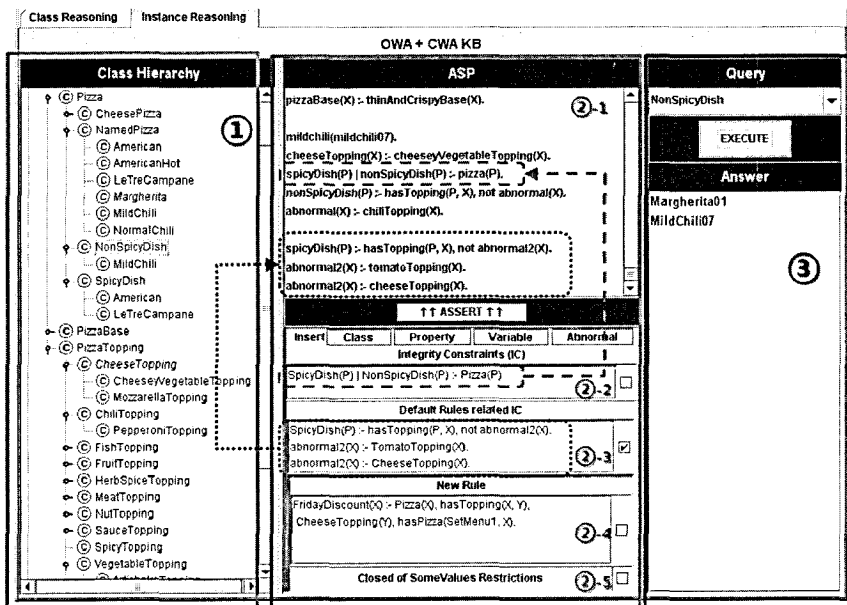 Class Reasoning
Instance Reasoning
OWA + CWA KB
Class Hierarchy
Pizza
CheesePizza
NamedPizza
American
AmericanHot
LeTreCampane
Margherita
MildChili
NormalChili
NonSpicyDish
MildChili
SpicyDish
American
LeTreCampane
PizzaBase
PizzaTopping
CheeseTopping
CheeseyVegetableTopping
MozzarellaTopping
ChiliTopping
PepperoniTopping
FishTopping
FruitTopping
HerbSpiceTopping
MeatTopping
NutTopping
SauceTopping
SpicyTopping
VegetableTopping
①
ASP
②-1
pizzaBase(X) :- thinAndCrispyBase(X).
mildchili(mildchili07).
cheeseTopping(X) :- cheeseyVegetableTopping(X).
spicyDish(P) | nonSpicyDish(P) :- pizza(P).
nonSpicyDish(P) :- hasTopping(P, X), not abnormal(X).
abnormal(X) :- chiliTopping(X).
spicyDish(P) :- hasTopping(P, X), not abnormal2(X).
abnormal2(X) :- tomatoTopping(X).
abnormal2(X) :- cheeseTopping(X).
↑↑ ASSERT ↑↑
Insert Class Property Variable Abnormal
Integrity Constraints (IC)
SpicyDish(P) | NonSpicyDish(P) :- Pizza(P)
②-2
Default Rules related IC
SpicyDish(P) :- hasTopping(P, X), not abnormal2(X).
abnormal2(X) :- TomatoTopping(X).
abnormal2(X) :- CheeseTopping(X).
②-3
New Rule
FridayDiscount(X) :- Pizza(X), hasTopping(X, Y),
CheeseTopping(Y), hasPizza(SetMenu1, X).
②-4
Closed of SomeValues Restrictions
②-5
Query
NonSpicyDish
EXECUTE
Answer
Margherita01
MildChili07
③